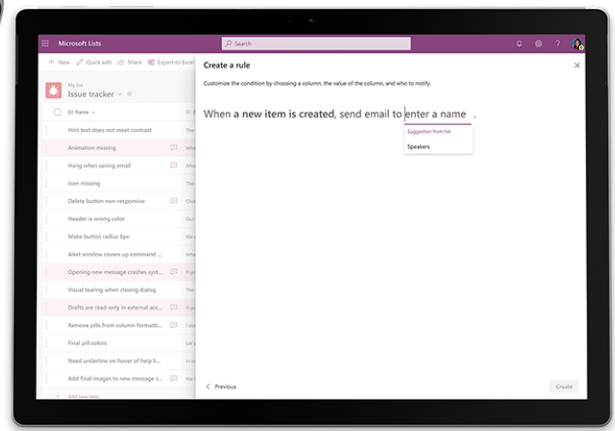 Microsoft Lists
Search
?
+ New
Quick edit
Share
Export to Excel
Create a rule
Customize the condition by choosing a column, the value of the column, and who to notify.
My list
Issue tracker
Name
When a new item is created, send email to enter a name .
Suggestion from list
Speakers
Hint text does not meet contrast
The
Animation missing
Hang when saving email
Icon missing
The
Delete button non-responsive
Header is wrong color
Make button radius 6px
Alert window covers up command ...
Opening new message crashes syst...
Visual tearing when closing dialog
The
Drafts are read-only in external acc...
Remove pills from column formatti...
Final pill colors
Need underline on hover of help li...
Add final images to new message s...
+ Add new item
Previous
Create